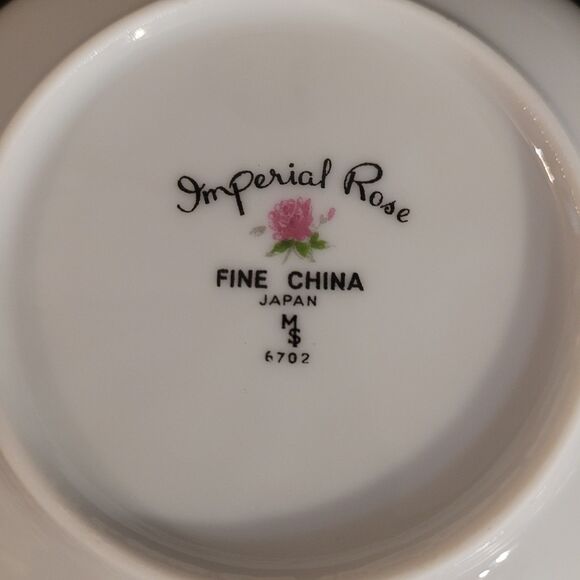 Imperial Rose
FINE CHINA
JAPAN
M
S
6702